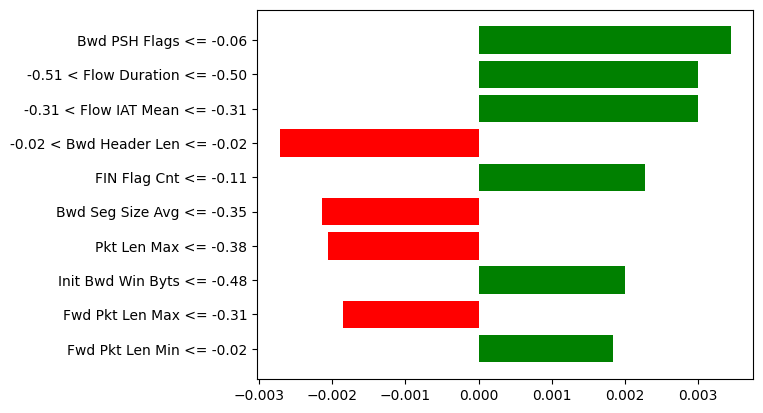 Bwd PSH Flags <= -0.06
-0.51 < Flow Duration <= -0.50
-0.31 < Flow IAT Mean <= -0.31
-0.02 < Bwd Header Len <= -0.02
FIN Flag Cnt <= -0.11
Bwd Seg Size Avg <= -0.35
Pkt Len Max <= -0.38
Init Bwd Win Byts <= -0.48
Fwd Pkt Len Max <= -0.31
Fwd Pkt Len Min <= -0.02
−0.003 −0.002 −0.001 0.000 0.001 0.002 0.003